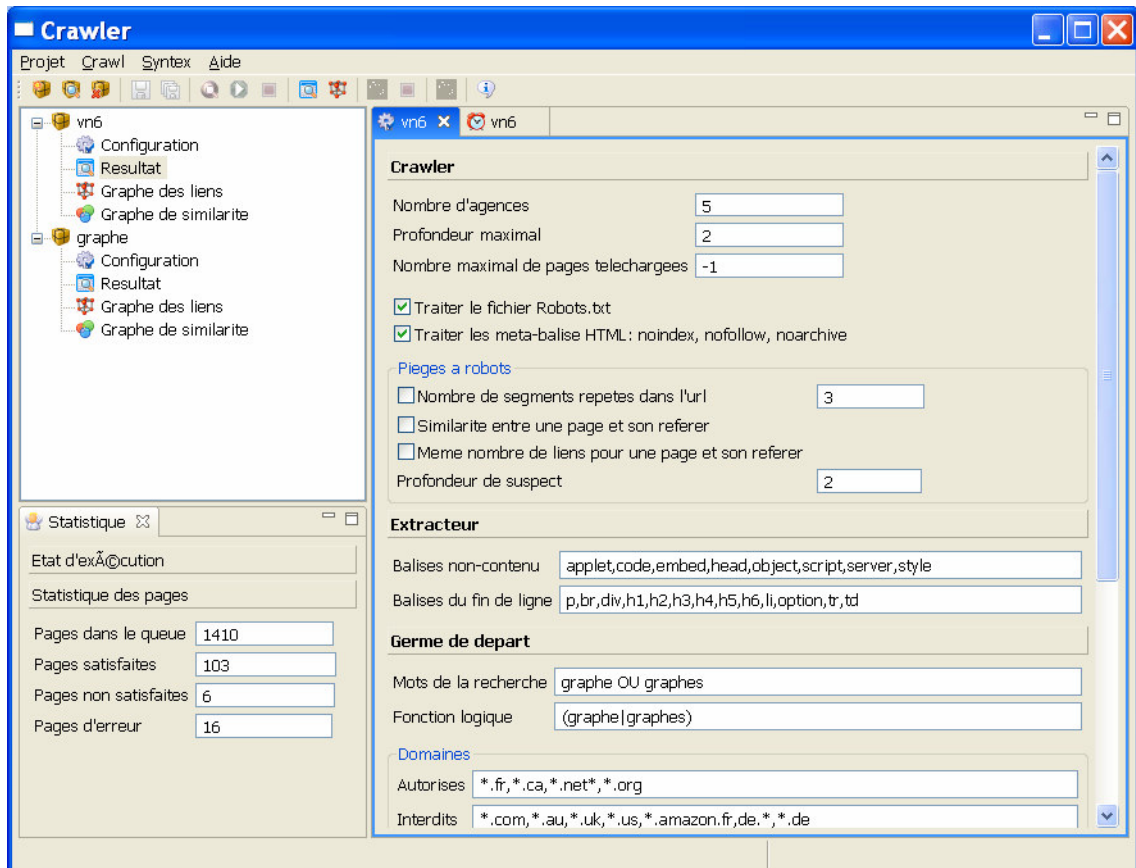 Crawler
Projet Crawl Syntex Aide
vn6
Configuration
Resultat
Graphe des liens
Graphe de similarite
graphe
Configuration
Resultat
Graphe des liens
Graphe de similarite
Statistique
Etat d'exÃ©cution
Statistique des pages
Pages dans le queue 1410
Pages satisfaites 103
Pages non satisfaites 6
Pages d'erreur 16
vn6 vn6
Crawler
Nombre d'agences 5
Profondeur maximal 2
Nombre maximal de pages telechargees -1
Traiter le fichier Robots.txt
Traiter les meta-balise HTML: noindex, nofollow, noarchive
Pieges a robots
Nombre de segments repetes dans l'url 3
Similarite entre une page et son referer
Meme nombre de liens pour une page et son referer
Profondeur de suspect 2
Extracteur
Balises non-contenu applet,code,embed,head,object,script,server,style
Balises du fin de ligne p,br,div,h1,h2,h3,h4,h5,h6,li,option,tr,td
Germe de depart
Mots de la recherche graphe OU graphes
Fonction logique (graphe|graphes)
Domaines
Autorises *.fr,*.ca,*.net*,*.org
Interdits *.com,*.au,*.uk,*.us,*.amazon.fr,de.*,*.de